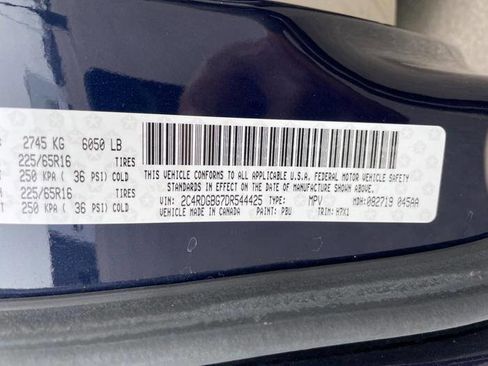 2745 KG 6050 LB
225/65R16 TIRES
250 KPA ( 36 PSI) COLD
225/65R16 TIRES
250 KPA ( 36 PSI) COLD
THIS VEHICLE CONFORMS TO ALL APPLICABLE U.S.A. FEDERAL MOTOR VEHICLE SAFETY
STANDARDS IN EFFECT ON THE DATE OF MANUFACTURE SHOWN ABOVE.
VIN: 2C4RDGBG7DR544425 TYPE: MPV MDH: 082719 045AA
VEHICLE MADE IN CANADA PAINT: PBU TRIM: H7X1